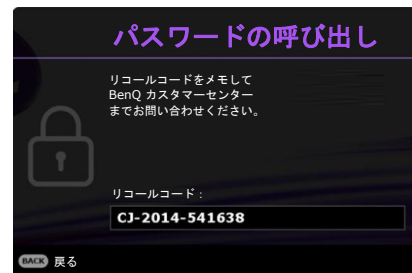 パスワードの呼び出し
リコールコードをメモして
BenQ カスタマーセンター
までお問い合わせください。
リコールコード：
CJ-2014-541638
BACK 戻る